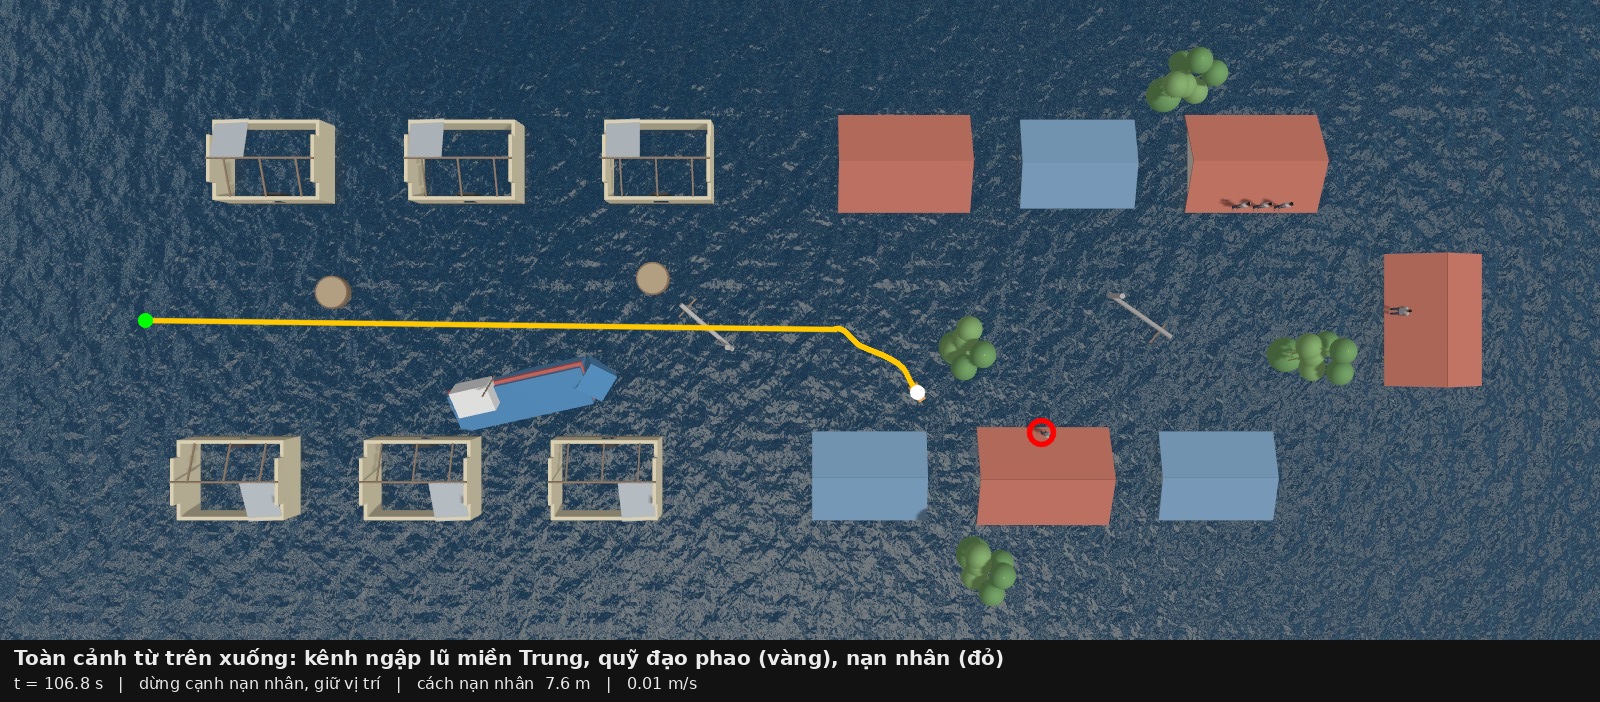 Toàn cảnh từ trên xuống: kênh ngập lũ miền Trung, quỹ đạo phao (vàng), nạn nhân (đỏ)
t = 106.8 s | dừng cạnh nạn nhân, giữ vị trí | cách nạn nhân 7.6 m | 0.01 m/s